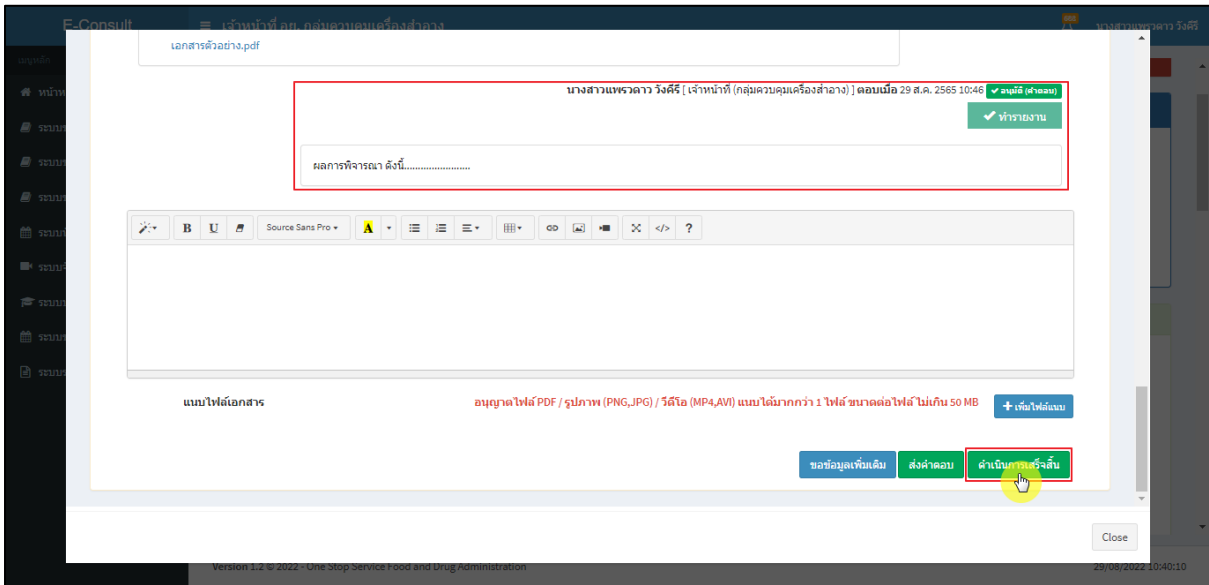 E-Consult
เจ้าหน้าที่ อย. กลุ่มควบคุมเครื่องสำอาง
นางสาวแพรวดาว วังคีรี
เมนูหลัก
เอกสารตัวอย่าง.pdf
นางสาวแพรวดาว วังคีรี [ เจ้าหน้าที่ (กลุ่มควบคุมเครื่องสำอาง) ] ตอบเมื่อ 29 ส.ค. 2565 10:46 อนุมัติ (คำตอบ)
ทำรายงาน
ผลการพิจารณา ดังนี้........................
B U Source Sans Pro A </> ?
แนบไฟล์เอกสาร
อนุญาตไฟล์ PDF / รูปภาพ (PNG,JPG) / วีดีโอ (MP4,AVI) แนบได้มากกว่า 1 ไฟล์ ขนาดต่อไฟล์ ไม่เกิน 50 MB
เพิ่มไฟล์แนบ
ขอข้อมูลเพิ่มเติม ส่งคำตอบ ดำเนินการเสร็จสิ้น
Close
Version 1.2 © 2022 - One Stop Service Food and Drug Administration
29/08/2022 10:40:10